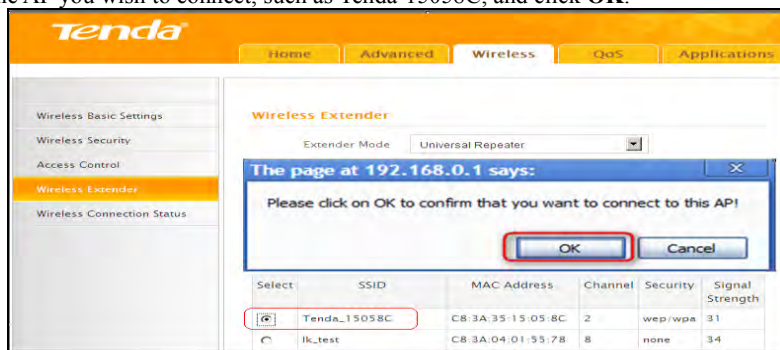 AP you wish to connect, such as Tenda 15058C, and click OK.
Tenda
Home Advanced Wireless QoS Applications
Wireless Basic Settings
Wireless Extender
Wireless Security
Extender Mode Universal Repeater
Access Control
The page at 192.168.0.1 says:
Wireless Extender
Please click on OK to confirm that you want to connect to this AP!
Wireless Connection Status
OK Cancel
Select SSID MAC Address Channel Security Signal Strength
Tenda_15058C C8:3A:35:15:05:8C 2 wep/wpa 31
lk_test C8:3A:04:01:55:78 8 none 34